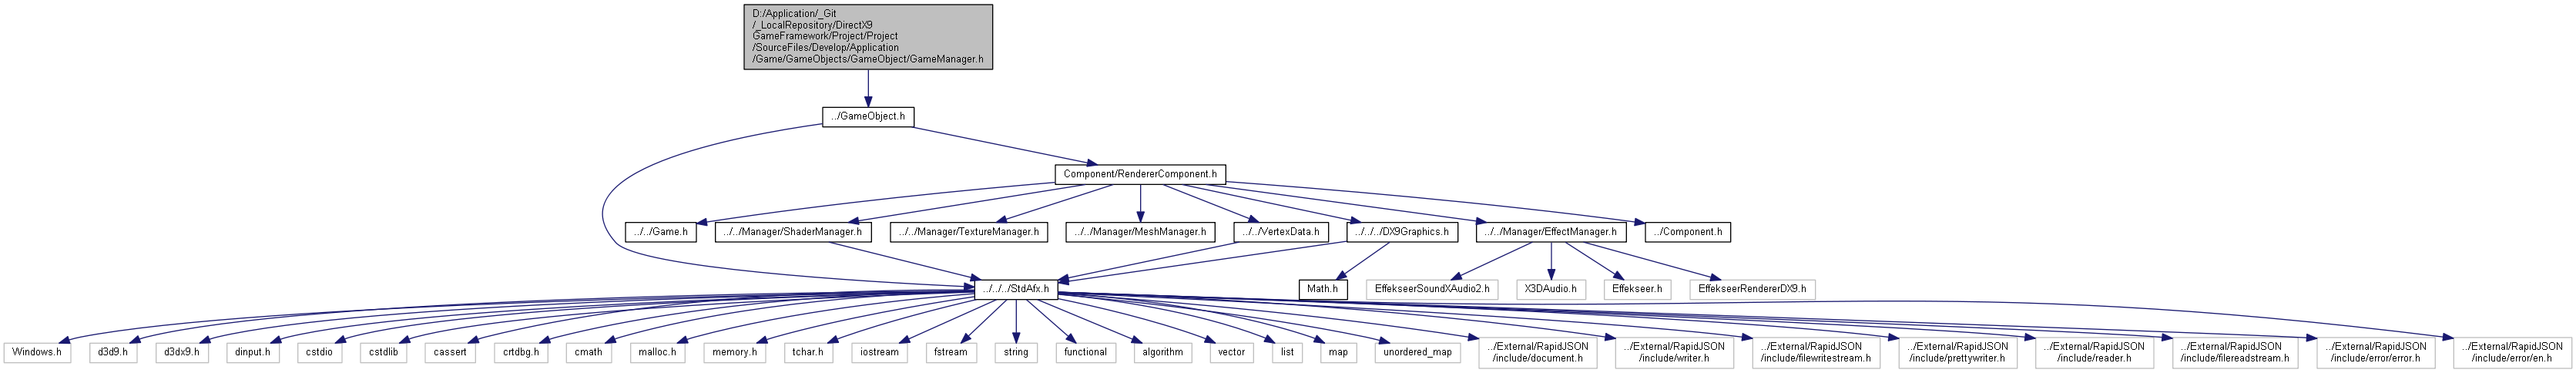 D:/Application/_Git
/_LocalRepository/DirectX9
GameFramework/Project/Project
/SourceFiles/Develop/Application
/Game/GameObjects/GameObject/GameManager.h
../GameObject.h
Component/RendererComponent.h
../../Game.h
../../Manager/ShaderManager.h
../../Manager/TextureManager.h
../../Manager/MeshManager.h
../../VertexData.h
../../../DX9Graphics.h
../../Manager/EffectManager.h
../Component.h
../../../StdAfx.h
Math.h
EffekseerSoundXAudio2.h
X3DAudio.h
Effekseer.h
EffekseerRendererDX9.h
Windows.h
d3d9.h
d3dx9.h
dinput.h
cstdio
cstdlib
cassert
crtdbg.h
cmath
malloc.h
memory.h
tchar.h
iostream
fstream
string
functional
algorithm
vector
list
map
unordered_map
../External/RapidJSON
/include/document.h
../External/RapidJSON
/include/writer.h
../External/RapidJSON
/include/filewritestream.h
../External/RapidJSON
/include/prettywriter.h
../External/RapidJSON
/include/reader.h
../External/RapidJSON
/include/filereadstream.h
../External/RapidJSON
/include/error/error.h
../External/RapidJSON
/include/error/en.h